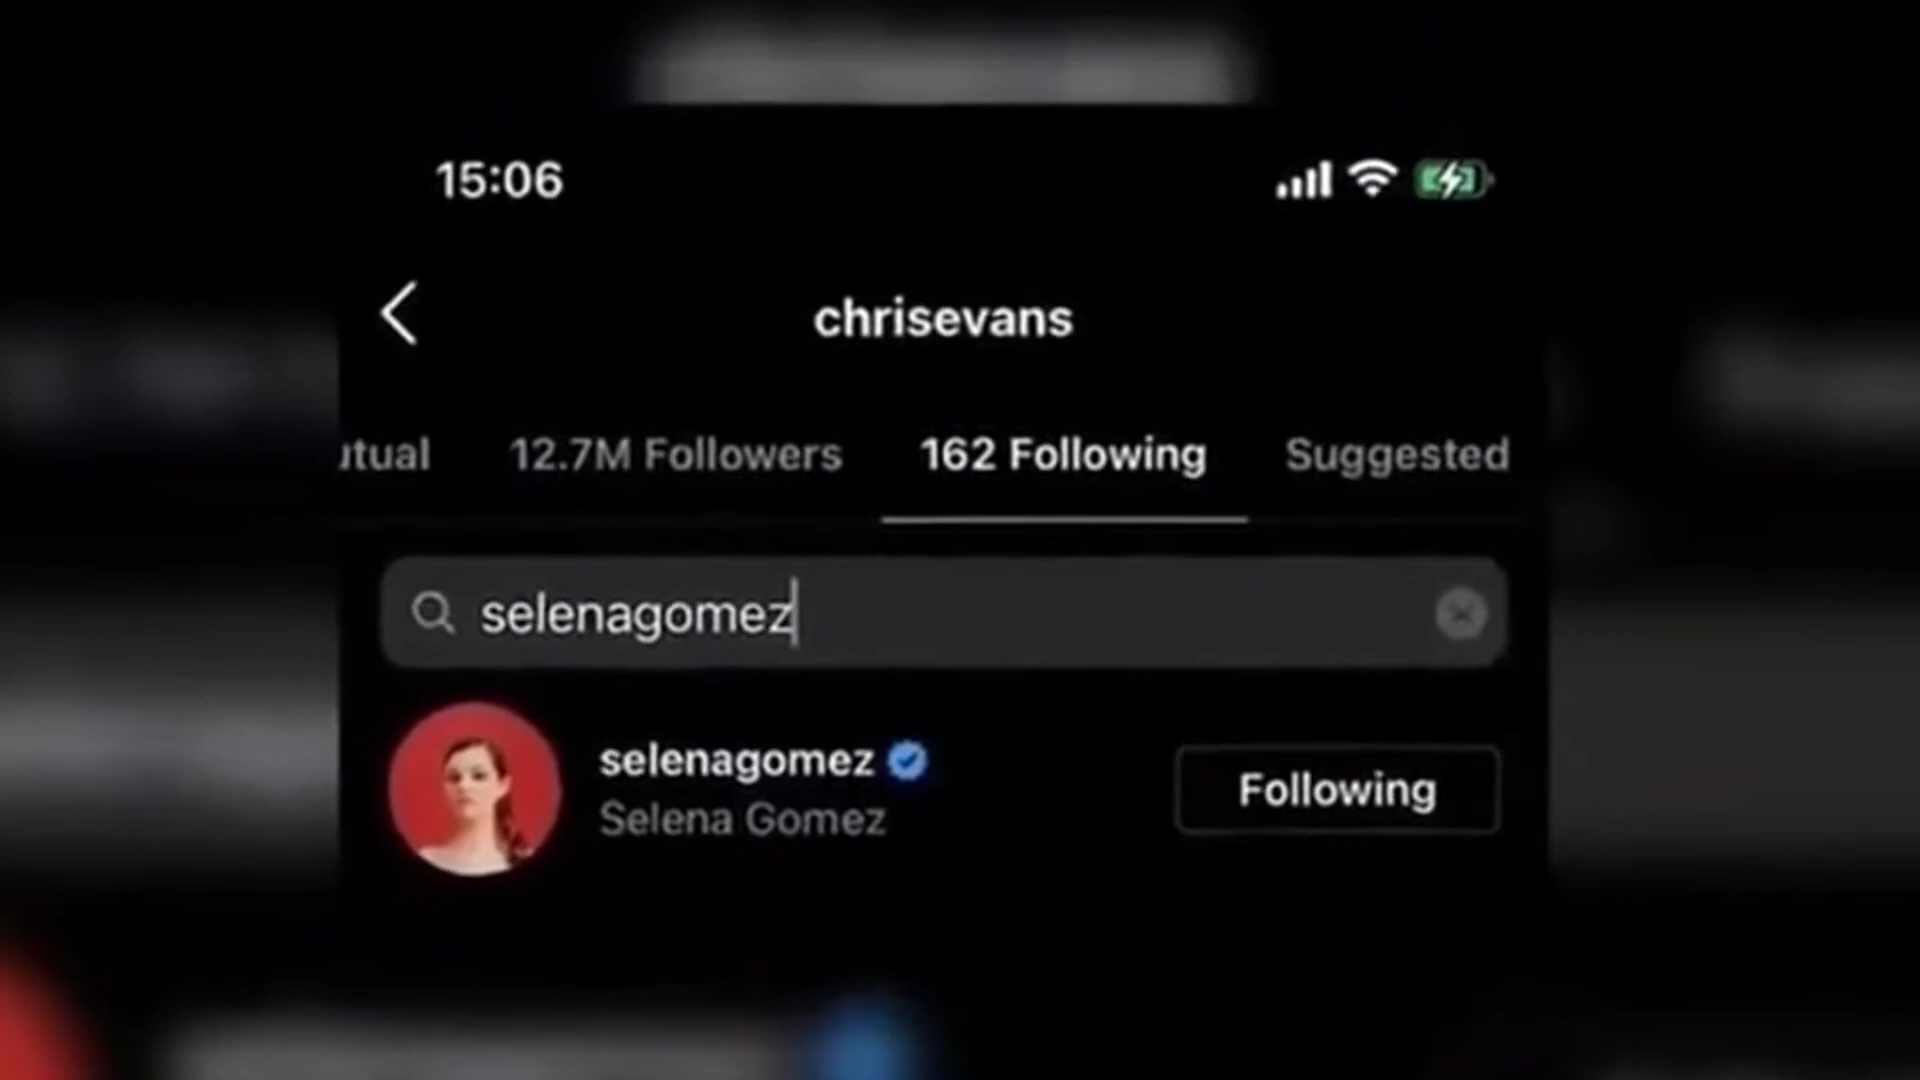 15:06
chrisevans
utual 12.7M Followers 162 Following Suggested
selenagomez
selenagomez
Selena Gomez
Following